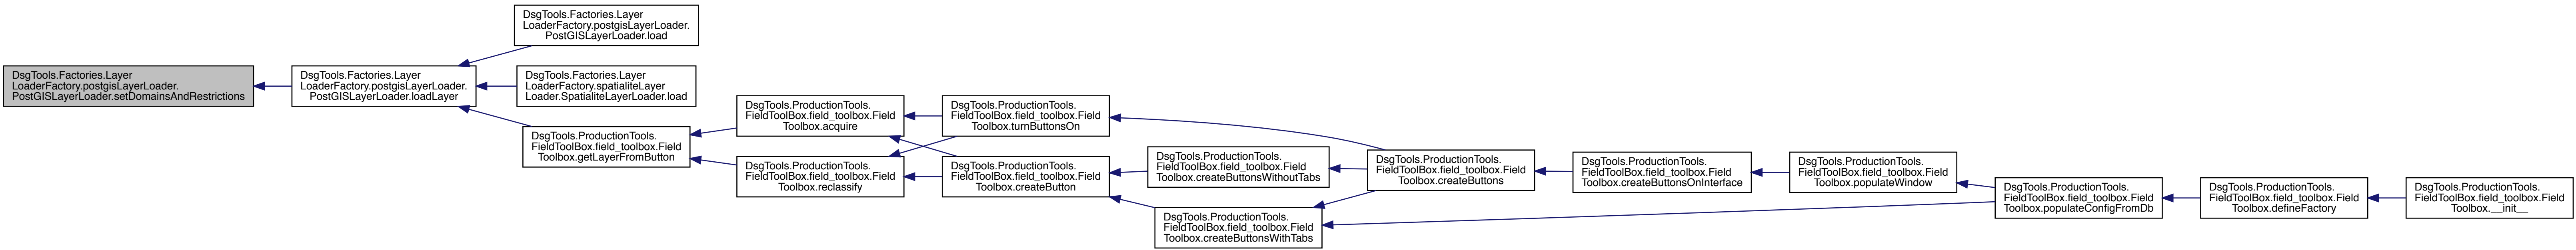 DsgTools.Factories.Layer
LoaderFactory.postgisLayerLoader.
PostGISLayerLoader.setDomainsAndRestrictions
DsgTools.Factories.Layer
LoaderFactory.postgisLayerLoader.
PostGISLayerLoader.loadLayer
DsgTools.Factories.Layer
LoaderFactory.postgisLayerLoader.
PostGISLayerLoader.load
DsgTools.Factories.Layer
LoaderFactory.spatialiteLayer
Loader.SpatialiteLayerLoader.load
DsgTools.ProductionTools.
FieldToolBox.field_toolbox.Field
Toolbox.getLayerFromButton
DsgTools.ProductionTools.
FieldToolBox.field_toolbox.Field
Toolbox.acquire
DsgTools.ProductionTools.
FieldToolBox.field_toolbox.Field
Toolbox.reclassify
DsgTools.ProductionTools.
FieldToolBox.field_toolbox.Field
Toolbox.turnButtonsOn
DsgTools.ProductionTools.
FieldToolBox.field_toolbox.Field
Toolbox.createButton
DsgTools.ProductionTools.
FieldToolBox.field_toolbox.Field
Toolbox.createButtonsWithoutTabs
DsgTools.ProductionTools.
FieldToolBox.field_toolbox.Field
Toolbox.createButtonsWithTabs
DsgTools.ProductionTools.
FieldToolBox.field_toolbox.Field
Toolbox.createButtons
DsgTools.ProductionTools.
FieldToolBox.field_toolbox.Field
Toolbox.createButtonsOnInterface
DsgTools.ProductionTools.
FieldToolBox.field_toolbox.Field
Toolbox.populateWindow
DsgTools.ProductionTools.
FieldToolBox.field_toolbox.Field
Toolbox.populateConfigFromDb
DsgTools.ProductionTools.
FieldToolBox.field_toolbox.Field
Toolbox.defineFactory
DsgTools.ProductionTools.
FieldToolBox.field_toolbox.Field
Toolbox.__init__